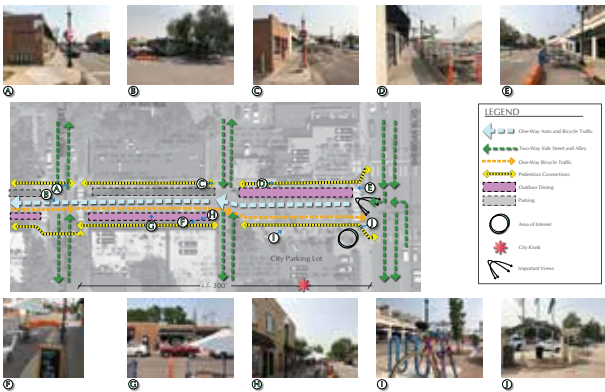 A
B
C
D
E
LEGEND
One-Way Auto and Bicycle Traffic
Two-Way Side Street and Alley
One-Way Bicycle Traffic
Pedestrian Connections
Outdoor Dining
Parking
Area of Interest
City Kiosk
Important Views
A
B
C
D
E
F
G
H
I
J
City Parking Lot
+/- 300'
F
G
H
I
J